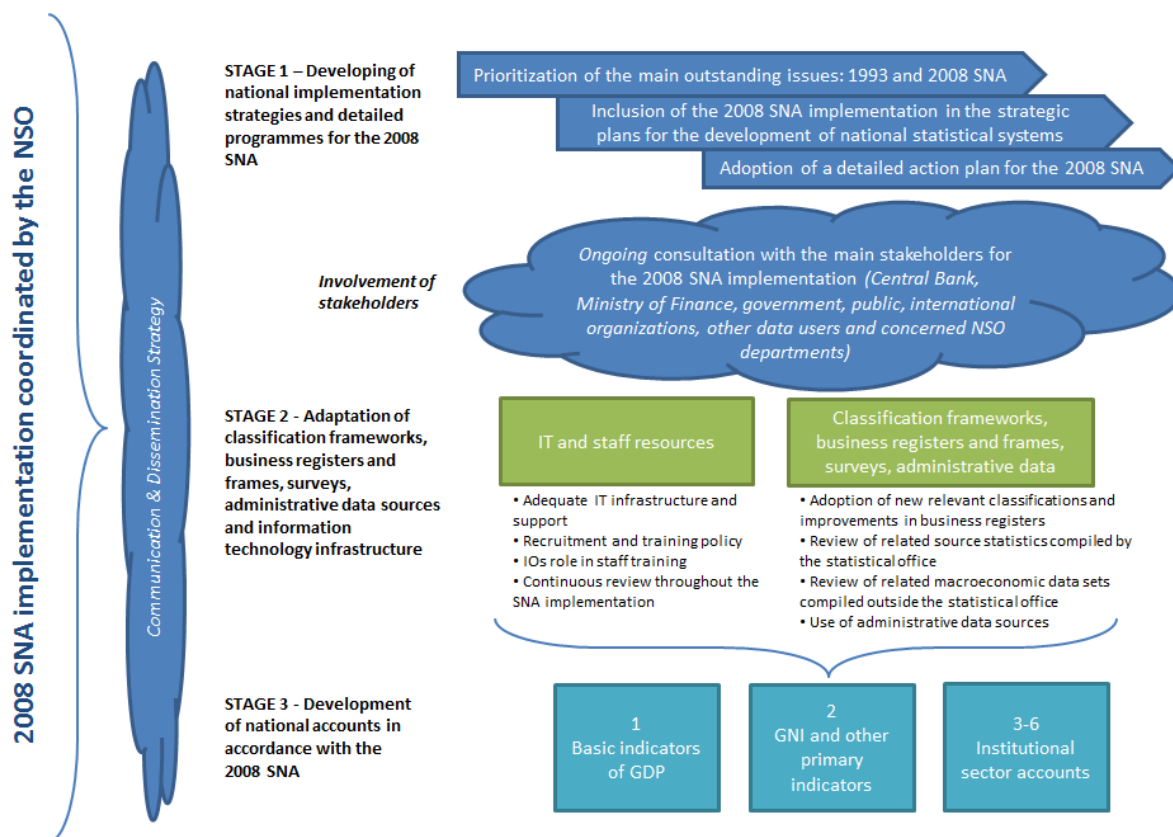 2008 SNA implementation coordinated by the NSO
Communication & Dissemination Strategy
STAGE 1 – Developing of
national implementation
strategies and detailed
programmes for the 2008
SNA
Prioritization of the main outstanding issues: 1993 and 2008 SNA
Inclusion of the 2008 SNA implementation in the strategic
plans for the development of national statistical systems
Adoption of a detailed action plan for the 2008 SNA
Involvement of
stakeholders
Ongoing consultation with the main stakeholders for
the 2008 SNA implementation (Central Bank,
Ministry of Finance, government, public, international
organizations, other data users and concerned NSO
departments)
STAGE 2 - Adaptation of
classification frameworks,
business registers and
frames, surveys,
administrative data sources
and information
technology infrastructure
IT and staff resources
• Adequate IT infrastructure and
support
• Recruitment and training policy
• IOs role in staff training
• Continuous review throughout the
SNA implementation
Classification frameworks,
business registers and frames,
surveys, administrative data
• Adoption of new relevant classifications and
improvements in business registers
• Review of related source statistics compiled by
the statistical office
• Review of related macroeconomic data sets
compiled outside the statistical office
• Use of administrative data sources
STAGE 3 - Development
of national accounts in
accordance with the
2008 SNA
1
Basic indicators
of GDP
2
GNI and other
primary
indicators
3-6
Institutional
sector accounts